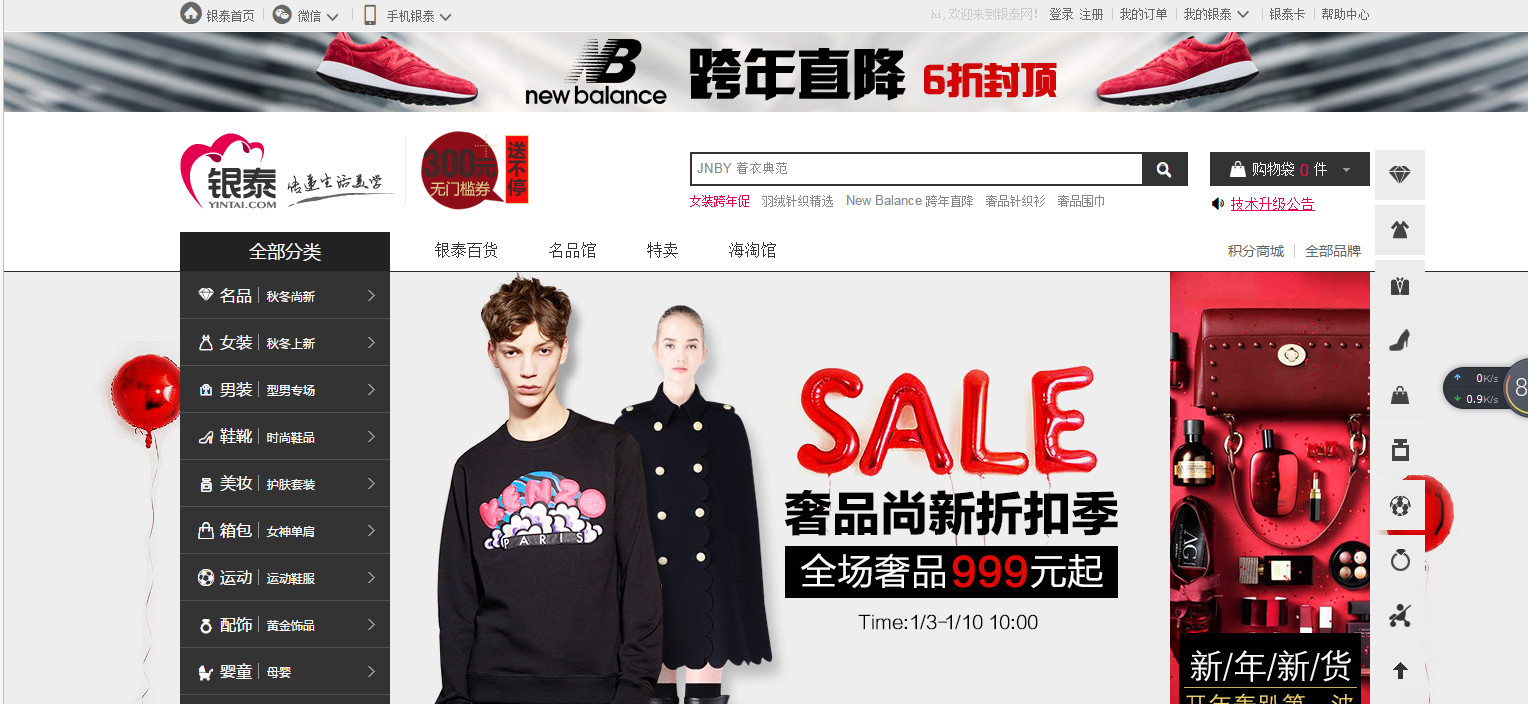 银泰首页 微信 手机银泰 hi,欢迎来到银泰网! 登录 注册 我的订单 我的银泰 银泰卡 帮助中心
NB new balance 跨年直降 6折封顶
银泰 YINTAI.COM 传递生活美学
300元 无门槛券 送不停
JNBY 着衣典范
购物袋 0 件
女装跨年促 羽绒针织精选 New Balance 跨年直降 奢品针织衫 奢品围巾
技术升级公告
全部分类 银泰百货 名品馆 特卖 海淘馆 积分商城 全部品牌
名品 秋冬尚新
女装 秋冬上新
男装 型男专场
鞋靴 时尚鞋品
美妆 护肤套装
箱包 女神单肩
运动 运动鞋服
配饰 黄金饰品
婴童 母婴
KENZO
PARIS
SALE
奢品尚新折扣季
全场奢品999元起
Time:1/3-1/10 10:00
AG
新/年/新/货
0K/s
0.9K/s
8